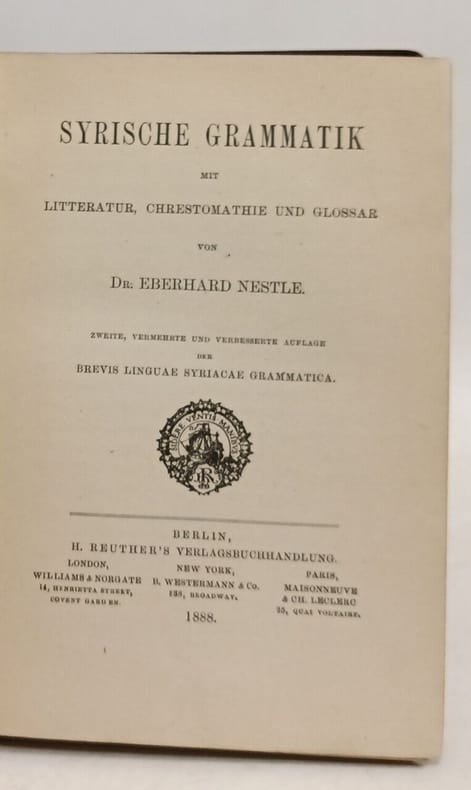 SYRISCHE GRAMMATIK
MIT
LITTERATUR, CHRESTOMATHIE UND GLOSSAR
VON
DR. EBERHARD NESTLE.
ZWEITE, VERMEHRTE UND VERBESSERTE AUFLAGE
DER
BREVIS LINGUAE SYRIACAE GRAMMATICA.
VENTIS MANIBUS
BERLIN,
H. REUTHER'S VERLAGSBUCHHANDLUNG.
LONDON,
WILLIAMS & NORGATE
14, HENRIETTA STREET,
COVENT GARDEN.
NEW YORK,
B. WESTERMANN & Co.
PARIS,
MAISONNEUVE
& CH. LECLERC
25, QUAI VOLTAIRE.
1888.